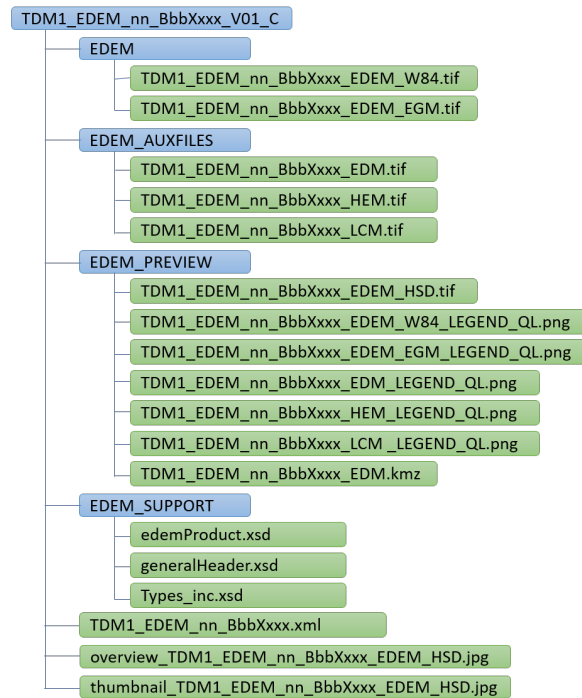 TDM1_EDEM_nn_BbbXxxx_V01_C
EDEM
TDM1_EDEM_nn_BbbXxxx_EDEM_W84.tif
TDM1_EDEM_nn_BbbXxxx_EDEM_EGM.tif
EDEM_AUXFILES
TDM1_EDEM_nn_BbbXxxx_EDM.tif
TDM1_EDEM_nn_BbbXxxx_HEM.tif
TDM1_EDEM_nn_BbbXxxx_LCM.tif
EDEM_PREVIEW
TDM1_EDEM_nn_BbbXxxx_EDEM_HSD.tif
TDM1_EDEM_nn_BbbXxxx_EDEM_W84_LEGEND_QL.png
TDM1_EDEM_nn_BbbXxxx_EDEM_EGM_LEGEND_QL.png
TDM1_EDEM_nn_BbbXxxx_EDM_LEGEND_QL.png
TDM1_EDEM_nn_BbbXxxx_HEM_LEGEND_QL.png
TDM1_EDEM_nn_BbbXxxx_LCM _LEGEND_QL.png
TDM1_EDEM_nn_BbbXxxx_EDM.kmz
EDEM_SUPPORT
edemProduct.xsd
generalHeader.xsd
Types_inc.xsd
TDM1_EDEM_nn_BbbXxxx.xml
overview_TDM1_EDEM_nn_BbbXxxx_EDEM_HSD.jpg
thumbnail_TDM1_EDEM_nn_BbbXxxx_EDEM_HSD.jpg